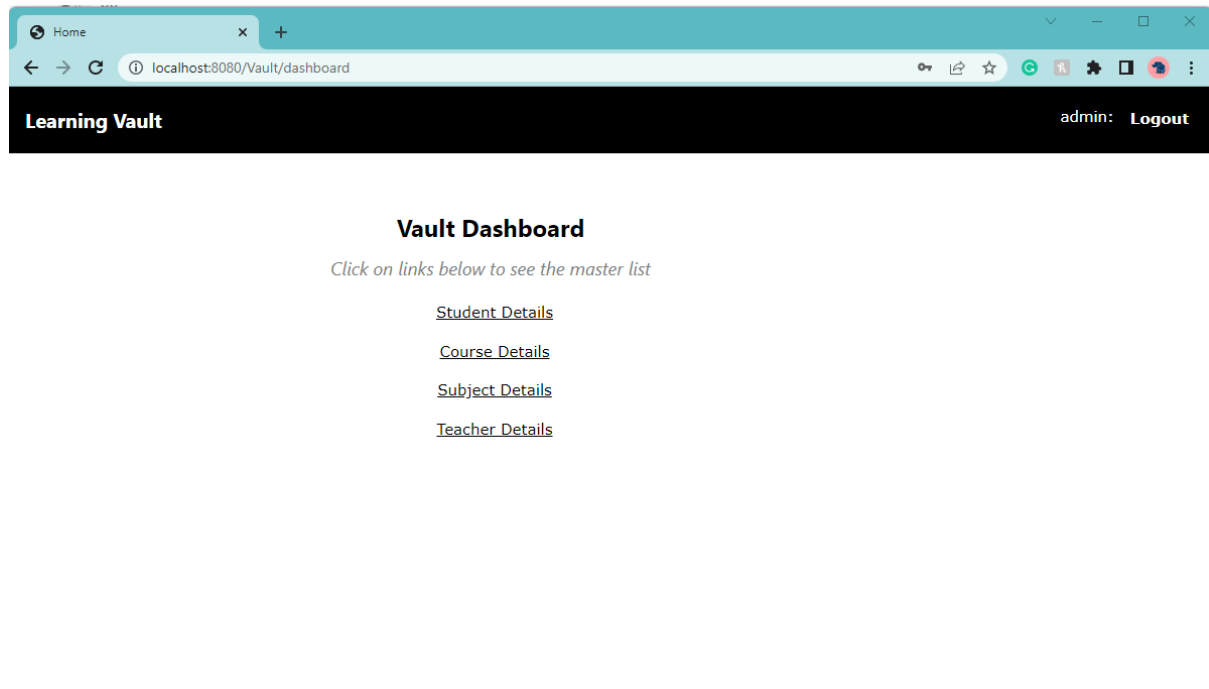 Home
localhost:8080/Vault/dashboard
Learning Vault
admin: Logout
Vault Dashboard
Click on links below to see the master list
Student Details
Course Details
Subject Details
Teacher Details